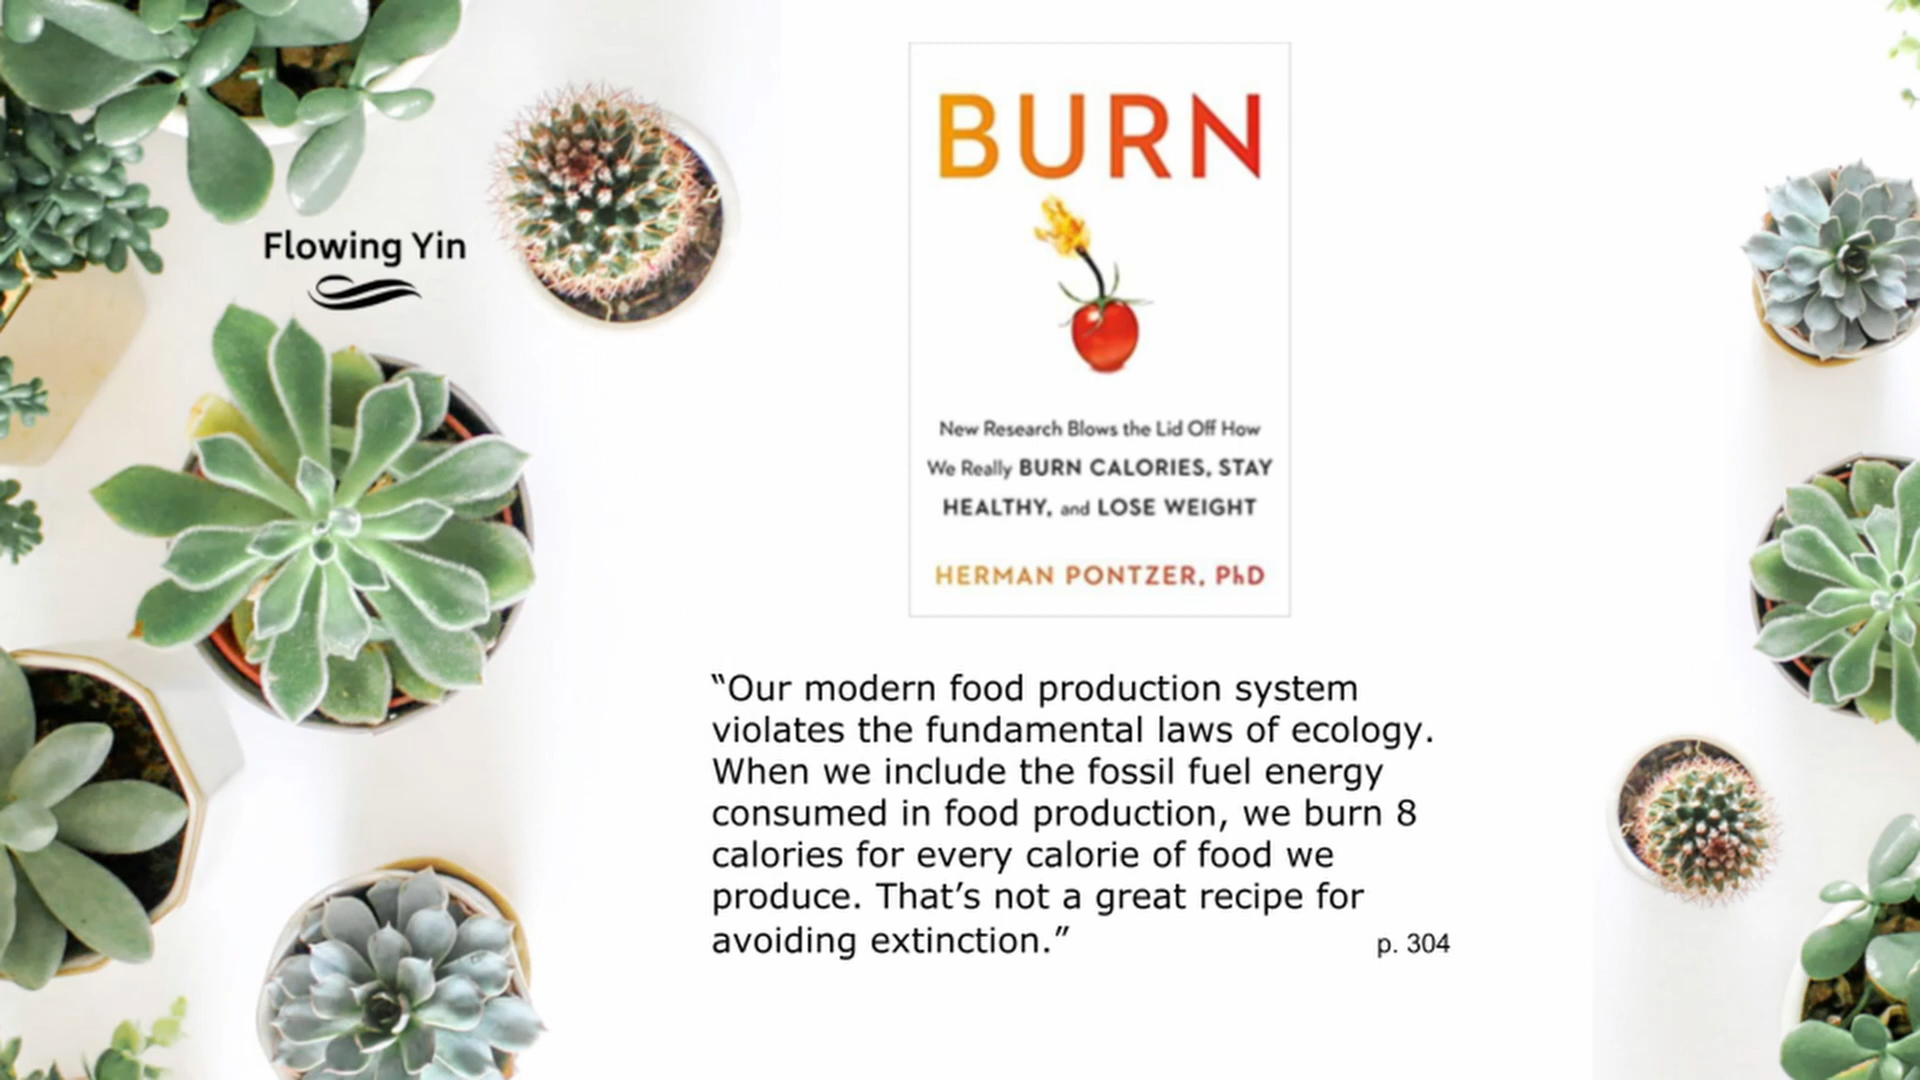 Flowing Yin
BURN
New Research Blows the Lid Off How
We Really BURN CALORIES, STAY
HEALTHY, and LOSE WEIGHT
HERMAN PONTZER, PhD
“Our modern food production system
violates the fundamental laws of ecology.
When we include the fossil fuel energy
consumed in food production, we burn 8
calories for every calorie of food we
produce. That’s not a great recipe for
avoiding extinction.”
p. 304